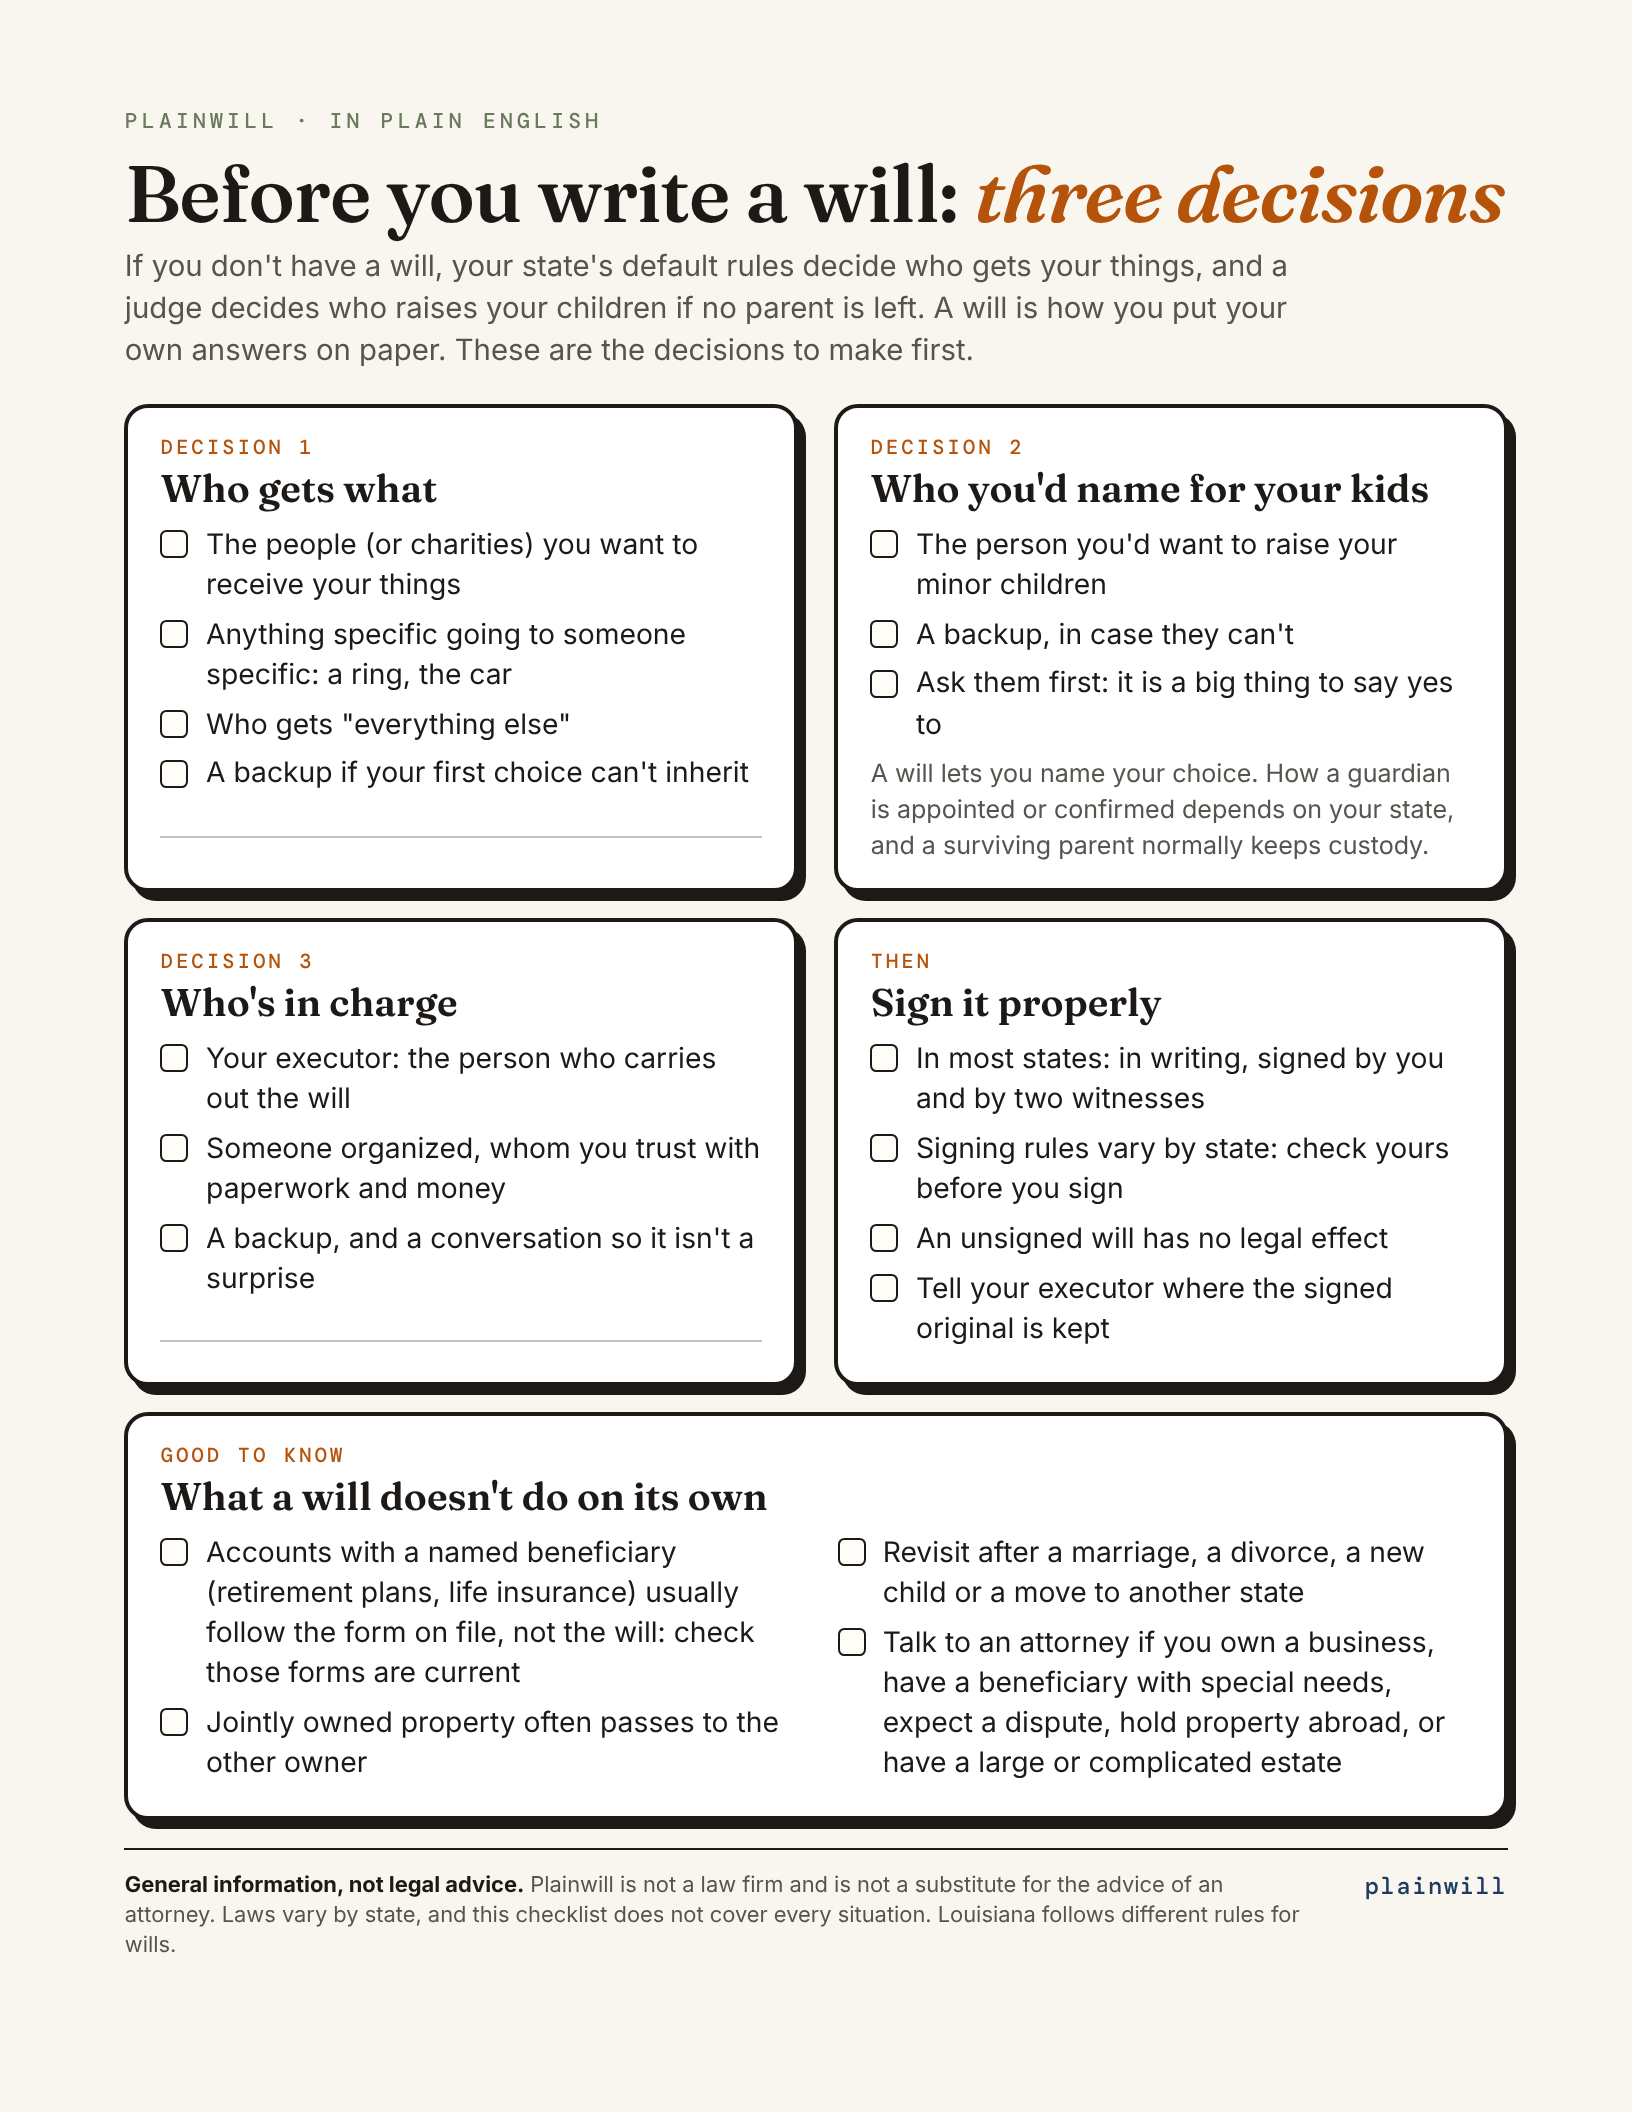 PLAINWILL · IN PLAIN ENGLISH
Before you write a will: three decisions
If you don't have a will, your state's default rules decide who gets your things, and a
judge decides who raises your children if no parent is left. A will is how you put your
own answers on paper. These are the decisions to make first.
DECISION 1
Who gets what
The people (or charities) you want to
receive your things
Anything specific going to someone
specific: a ring, the car
Who gets "everything else"
A backup if your first choice can't inherit
DECISION 2
Who you'd name for your kids
The person you'd want to raise your
minor children
A backup, in case they can't
Ask them first: it is a big thing to say yes
to
A will lets you name your choice. How a guardian
is appointed or confirmed depends on your state,
and a surviving parent normally keeps custody.
DECISION 3
Who's in charge
Your executor: the person who carries
out the will
Someone organized, whom you trust with
paperwork and money
A backup, and a conversation so it isn't a
surprise
THEN
Sign it properly
In most states: in writing, signed by you
and by two witnesses
Signing rules vary by state: check yours
before you sign
An unsigned will has no legal effect
Tell your executor where the signed
original is kept
GOOD TO KNOW
What a will doesn't do on its own
Accounts with a named beneficiary
(retirement plans, life insurance) usually
follow the form on file, not the will: check
those forms are current
Jointly owned property often passes to the
other owner
Revisit after a marriage, a divorce, a new
child or a move to another state
Talk to an attorney if you own a business,
have a beneficiary with special needs,
expect a dispute, hold property abroad, or
have a large or complicated estate
General information, not legal advice. Plainwill is not a law firm and is not a substitute for the advice of an
attorney. Laws vary by state, and this checklist does not cover every situation. Louisiana follows different rules for
wills.
plainwill